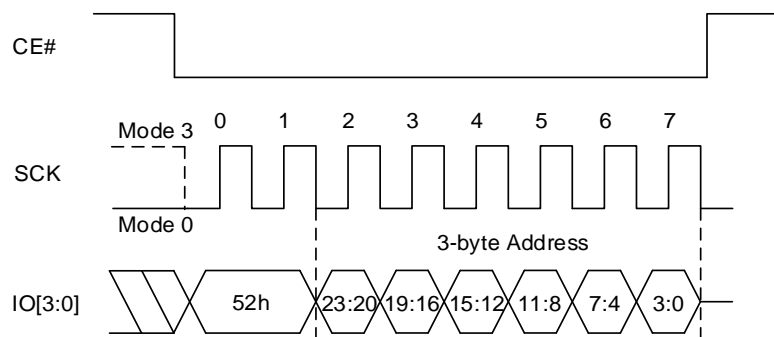 CE#
Mode 3 0 1 2 3 4 5 6 7
SCK
Mode 0
3-byte Address
IO[3:0] 52h 23:20 19:16 15:12 11:8 7:4 3:0